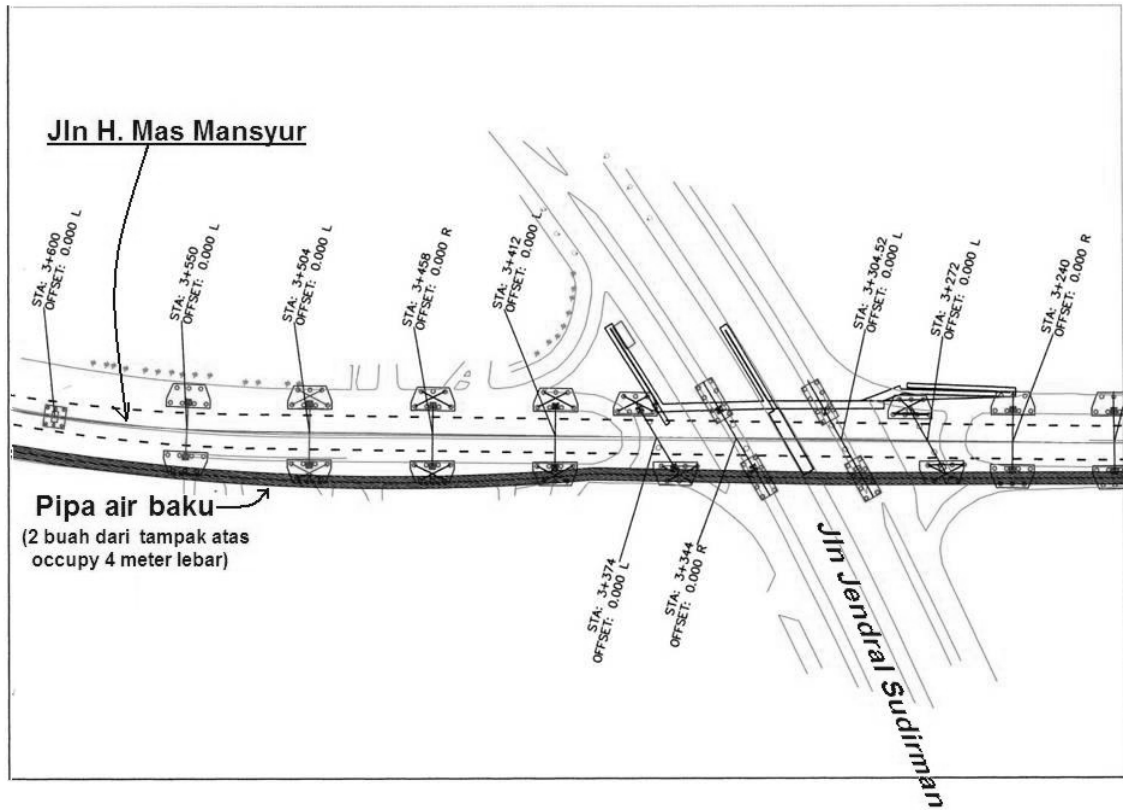 Jln H. Mas Mansyur
STA: 3+600
OFFSET: 0.000 L
STA: 3+550
OFFSET: 0.000 L
STA: 3+504
OFFSET: 0.000 L
STA: 3+458
OFFSET: 0.000 R
STA: 3+412
OFFSET: 0.000 L
STA: 3+304.52
OFFSET: 0.000 L
STA: 3+272
OFFSET: 0.000 L
STA: 3+240
OFFSET: 0.000 R
Pipa air baku
(2 buah dari tampak atas
occupy 4 meter lebar)
STA: 3+374
OFFSET: 0.000 L
STA: 3+344
OFFSET: 0.000 R
Jln Jendral Sudirman